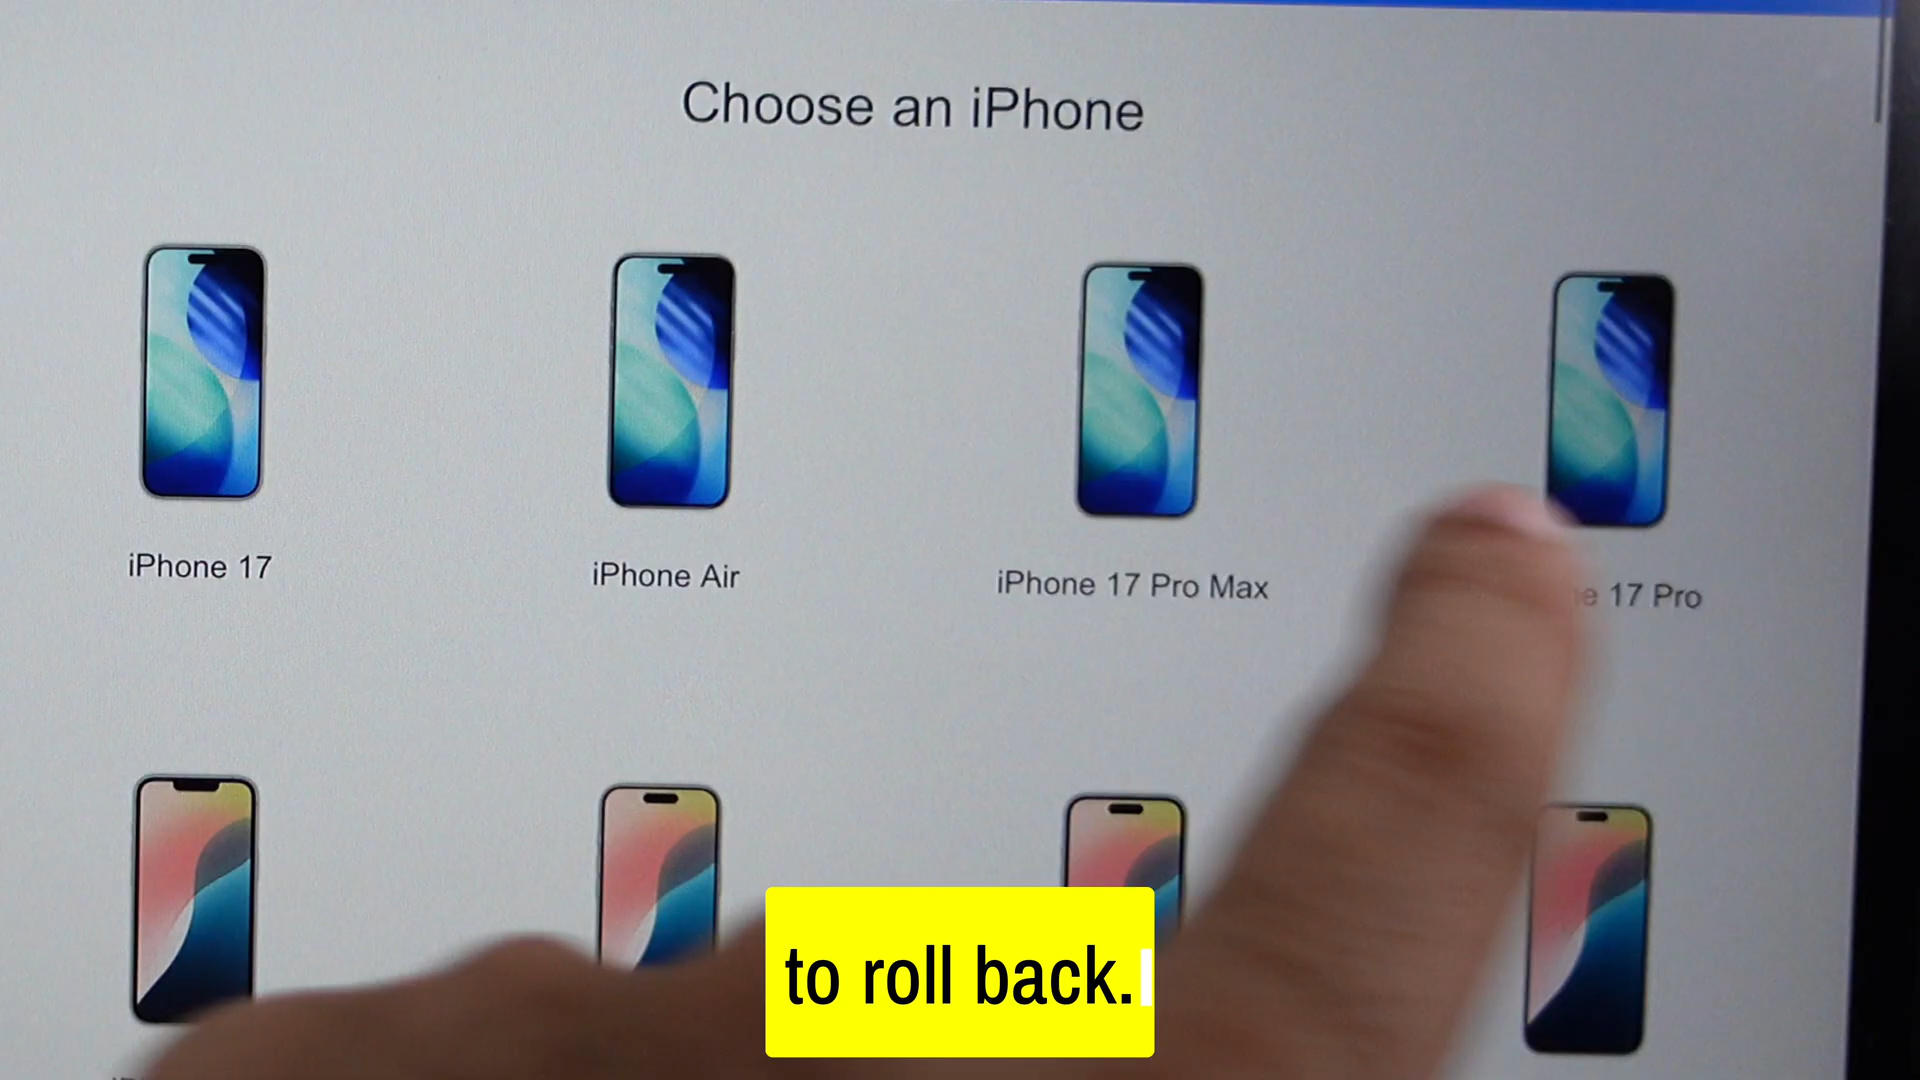 Choose an iPhone
iPhone 17
iPhone Air
iPhone 17 Pro Max
17 Pro
to roll back.